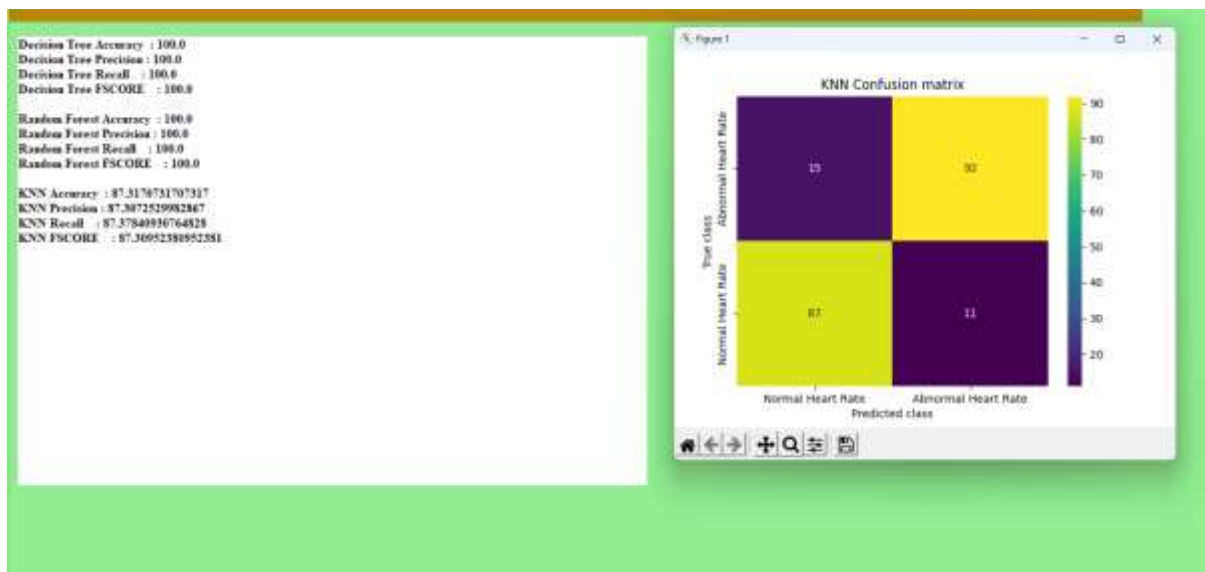 Decision Tree Accuracy : 100.0
Decision Tree Precision : 100.0
Decision Tree Recall : 100.0
Decision Tree FSCORE : 100.0
Random Forest Accuracy : 100.0
Random Forest Precision : 100.0
Random Forest Recall : 100.0
Random Forest FSCORE : 100.0
KNN Accuracy : 87.3170731707317
KNN Precision : 87.3072529982867
KNN Recall : 87.37840930764828
KNN FSCORE : 87.30952380952381
Figure 1
KNN Confusion matrix
True class
Abnormal Heart Rate
Normal Heart Rate
15
92
87
11
Normal Heart Rate
Abnormal Heart Rate
Predicted class
90
80
70
60
50
40
30
20